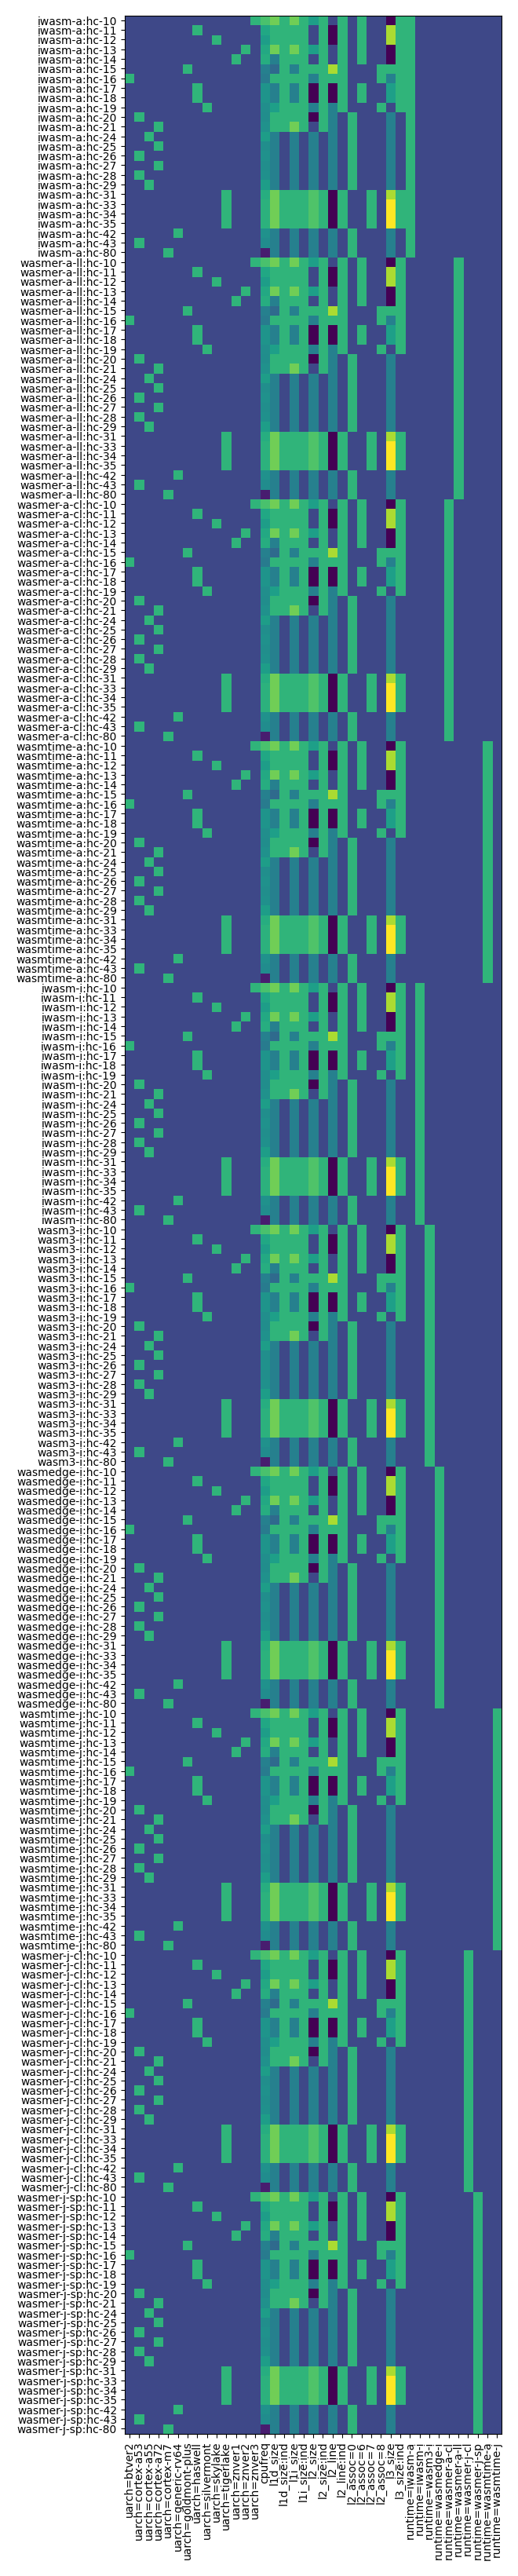 iwasm-a:hc-10
iwasm-a:hc-11
iwasm-a:hc-12
iwasm-a:hc-13
iwasm-a:hc-14
iwasm-a:hc-15
iwasm-a:hc-16
iwasm-a:hc-17
iwasm-a:hc-18
iwasm-a:hc-19
iwasm-a:hc-20
iwasm-a:hc-21
iwasm-a:hc-24
iwasm-a:hc-25
iwasm-a:hc-26
iwasm-a:hc-27
iwasm-a:hc-28
iwasm-a:hc-29
iwasm-a:hc-31
iwasm-a:hc-33
iwasm-a:hc-34
iwasm-a:hc-35
iwasm-a:hc-42
iwasm-a:hc-43
iwasm-a:hc-80
wasmer-a-ll:hc-10
wasmer-a-ll:hc-11
wasmer-a-ll:hc-12
wasmer-a-ll:hc-13
wasmer-a-ll:hc-14
wasmer-a-ll:hc-15
wasmer-a-ll:hc-16
wasmer-a-ll:hc-17
wasmer-a-ll:hc-18
wasmer-a-ll:hc-19
wasmer-a-ll:hc-20
wasmer-a-ll:hc-21
wasmer-a-ll:hc-24
wasmer-a-ll:hc-25
wasmer-a-ll:hc-26
wasmer-a-ll:hc-27
wasmer-a-ll:hc-28
wasmer-a-ll:hc-29
wasmer-a-ll:hc-31
wasmer-a-ll:hc-33
wasmer-a-ll:hc-34
wasmer-a-ll:hc-35
wasmer-a-ll:hc-42
wasmer-a-ll:hc-43
wasmer-a-ll:hc-80
wasmer-a-cl:hc-10
wasmer-a-cl:hc-11
wasmer-a-cl:hc-12
wasmer-a-cl:hc-13
wasmer-a-cl:hc-14
wasmer-a-cl:hc-15
wasmer-a-cl:hc-16
wasmer-a-cl:hc-17
wasmer-a-cl:hc-18
wasmer-a-cl:hc-19
wasmer-a-cl:hc-20
wasmer-a-cl:hc-21
wasmer-a-cl:hc-24
wasmer-a-cl:hc-25
wasmer-a-cl:hc-26
wasmer-a-cl:hc-27
wasmer-a-cl:hc-28
wasmer-a-cl:hc-29
wasmer-a-cl:hc-31
wasmer-a-cl:hc-33
wasmer-a-cl:hc-34
wasmer-a-cl:hc-35
wasmer-a-cl:hc-42
wasmer-a-cl:hc-43
wasmer-a-cl:hc-80
wasmtime-a:hc-10
wasmtime-a:hc-11
wasmtime-a:hc-12
wasmtime-a:hc-13
wasmtime-a:hc-14
wasmtime-a:hc-15
wasmtime-a:hc-16
wasmtime-a:hc-17
wasmtime-a:hc-18
wasmtime-a:hc-19
wasmtime-a:hc-20
wasmtime-a:hc-21
wasmtime-a:hc-24
wasmtime-a:hc-25
wasmtime-a:hc-26
wasmtime-a:hc-27
wasmtime-a:hc-28
wasmtime-a:hc-29
wasmtime-a:hc-31
wasmtime-a:hc-33
wasmtime-a:hc-34
wasmtime-a:hc-35
wasmtime-a:hc-42
wasmtime-a:hc-43
wasmtime-a:hc-80
iwasm-i:hc-10
iwasm-i:hc-11
iwasm-i:hc-12
iwasm-i:hc-13
iwasm-i:hc-14
iwasm-i:hc-15
iwasm-i:hc-16
iwasm-i:hc-17
iwasm-i:hc-18
iwasm-i:hc-19
iwasm-i:hc-20
iwasm-i:hc-21
iwasm-i:hc-24
iwasm-i:hc-25
iwasm-i:hc-26
iwasm-i:hc-27
iwasm-i:hc-28
iwasm-i:hc-29
iwasm-i:hc-31
iwasm-i:hc-33
iwasm-i:hc-34
iwasm-i:hc-35
iwasm-i:hc-42
iwasm-i:hc-43
iwasm-i:hc-80
wasm3-i:hc-10
wasm3-i:hc-11
wasm3-i:hc-12
wasm3-i:hc-13
wasm3-i:hc-14
wasm3-i:hc-15
wasm3-i:hc-16
wasm3-i:hc-17
wasm3-i:hc-18
wasm3-i:hc-19
wasm3-i:hc-20
wasm3-i:hc-21
wasm3-i:hc-24
wasm3-i:hc-25
wasm3-i:hc-26
wasm3-i:hc-27
wasm3-i:hc-28
wasm3-i:hc-29
wasm3-i:hc-31
wasm3-i:hc-33
wasm3-i:hc-34
wasm3-i:hc-35
wasm3-i:hc-42
wasm3-i:hc-43
wasm3-i:hc-80
wasmedge-i:hc-10
wasmedge-i:hc-11
wasmedge-i:hc-12
wasmedge-i:hc-13
wasmedge-i:hc-14
wasmedge-i:hc-15
wasmedge-i:hc-16
wasmedge-i:hc-17
wasmedge-i:hc-18
wasmedge-i:hc-19
wasmedge-i:hc-20
wasmedge-i:hc-21
wasmedge-i:hc-24
wasmedge-i:hc-25
wasmedge-i:hc-26
wasmedge-i:hc-27
wasmedge-i:hc-28
wasmedge-i:hc-29
wasmedge-i:hc-31
wasmedge-i:hc-33
wasmedge-i:hc-34
wasmedge-i:hc-35
wasmedge-i:hc-42
wasmedge-i:hc-43
wasmedge-i:hc-80
wasmtime-j:hc-10
wasmtime-j:hc-11
wasmtime-j:hc-12
wasmtime-j:hc-13
wasmtime-j:hc-14
wasmtime-j:hc-15
wasmtime-j:hc-16
wasmtime-j:hc-17
wasmtime-j:hc-18
wasmtime-j:hc-19
wasmtime-j:hc-20
wasmtime-j:hc-21
wasmtime-j:hc-24
wasmtime-j:hc-25
wasmtime-j:hc-26
wasmtime-j:hc-27
wasmtime-j:hc-28
wasmtime-j:hc-29
wasmtime-j:hc-31
wasmtime-j:hc-33
wasmtime-j:hc-34
wasmtime-j:hc-35
wasmtime-j:hc-42
wasmtime-j:hc-43
wasmtime-j:hc-80
wasmer-j-cl:hc-10
wasmer-j-cl:hc-11
wasmer-j-cl:hc-12
wasmer-j-cl:hc-13
wasmer-j-cl:hc-14
wasmer-j-cl:hc-15
wasmer-j-cl:hc-16
wasmer-j-cl:hc-17
wasmer-j-cl:hc-18
wasmer-j-cl:hc-19
wasmer-j-cl:hc-20
wasmer-j-cl:hc-21
wasmer-j-cl:hc-24
wasmer-j-cl:hc-25
wasmer-j-cl:hc-26
wasmer-j-cl:hc-27
wasmer-j-cl:hc-28
wasmer-j-cl:hc-29
wasmer-j-cl:hc-31
wasmer-j-cl:hc-33
wasmer-j-cl:hc-34
wasmer-j-cl:hc-35
wasmer-j-cl:hc-42
wasmer-j-cl:hc-43
wasmer-j-cl:hc-80
wasmer-j-sp:hc-10
wasmer-j-sp:hc-11
wasmer-j-sp:hc-12
wasmer-j-sp:hc-13
wasmer-j-sp:hc-14
wasmer-j-sp:hc-15
wasmer-j-sp:hc-16
wasmer-j-sp:hc-17
wasmer-j-sp:hc-18
wasmer-j-sp:hc-19
wasmer-j-sp:hc-20
wasmer-j-sp:hc-21
wasmer-j-sp:hc-24
wasmer-j-sp:hc-25
wasmer-j-sp:hc-26
wasmer-j-sp:hc-27
wasmer-j-sp:hc-28
wasmer-j-sp:hc-29
wasmer-j-sp:hc-31
wasmer-j-sp:hc-33
wasmer-j-sp:hc-34
wasmer-j-sp:hc-35
wasmer-j-sp:hc-42
wasmer-j-sp:hc-43
wasmer-j-sp:hc-80
uarch=btver2
uarch=cortex-a53
uarch=cortex-a55
uarch=cortex-a72
uarch=cortex-m7
uarch=generic-rv64
uarch=goldmont-plus
uarch=haswell
uarch=silvermont
uarch=skylake
uarch=tigerlake
uarch=znver1
uarch=znver2
uarch=znver3
cpufreq
l1d_size
l1d_size:ind
l1i_size
l1i_size:ind
l2_size
l2_size:ind
l2_line
l2_line:ind
l2_assoc=0
l2_assoc=6
l2_assoc=7
l2_assoc=8
l3_size
l3_size:ind
runtime=iwasm-a
runtime=iwasm-i
runtime=wasm3-i
runtime=wasmedge-i
runtime=wasmer-a-cl
runtime=wasmer-a-ll
runtime=wasmer-j-cl
runtime=wasmer-j-sp
runtime=wasmtime-a
runtime=wasmtime-j